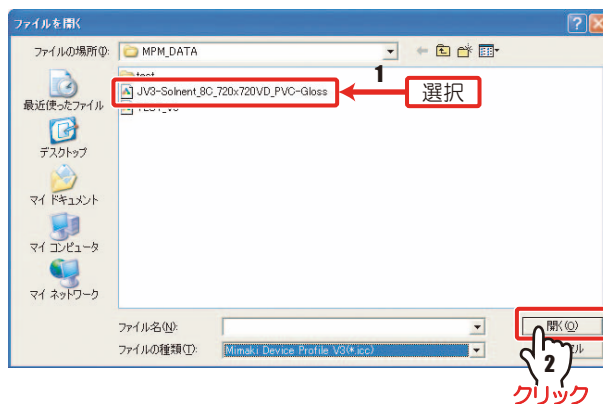 ファイルを開く
ファイルの場所(I):
MPM_DATA
test
1
JV3-Solnent_8C_720x720VD_PVC-Gloss
選択
TEST_V3
最近使ったファイル
デスクトップ
マイ ドキュメント
マイ コンピュータ
マイ ネットワーク
ファイル名(N):
開く(O)
ファイルの種類(T):
Mimaki Device Profile V3(*.icc)
2
クリック